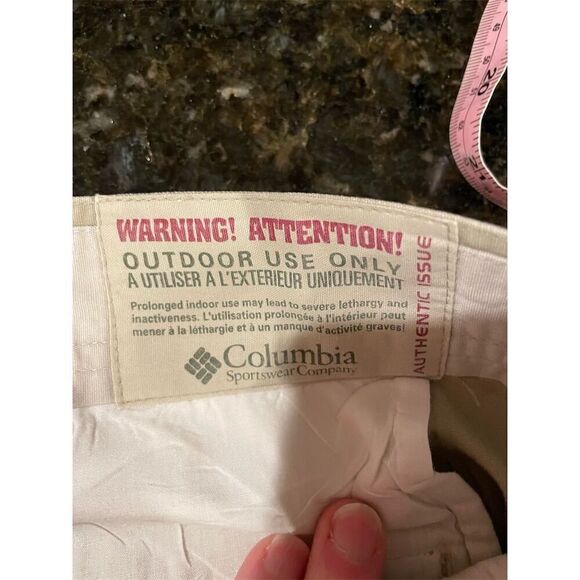 WARNING! ATTENTION!
OUTDOOR USE ONLY
A UTILISER A L'EXTERIEUR UNIQUEMENT
Prolonged indoor use may lead to severe lethargy and
inactiveness. L'utilisation prolongée à l'intérieur peut
mener à la léthargie et à un manque d'activité graves!
Columbia
Sportswear Company
AUTHENTIC ISSUE
20